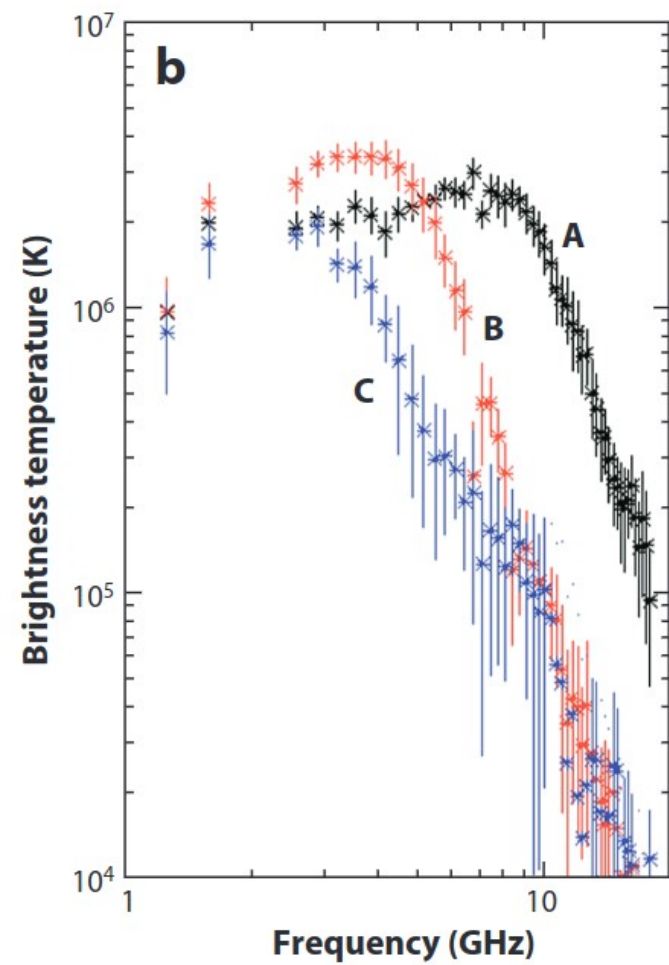 b
10⁷
10⁶
10⁵
10⁴
Brightness temperature (K)
A
B
C
1
10
Frequency (GHz)